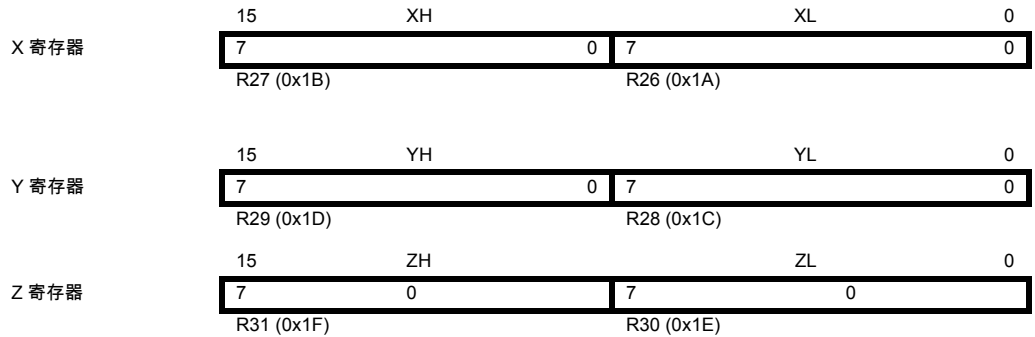 15 XH XL 0
X 寄存器 7 0 7 0
R27 (0x1B) R26 (0x1A)
15 YH YL 0
Y 寄存器 7 0 7 0
R29 (0x1D) R28 (0x1C)
15 ZH ZL 0
Z 寄存器 7 0 7 0
R31 (0x1F) R30 (0x1E)